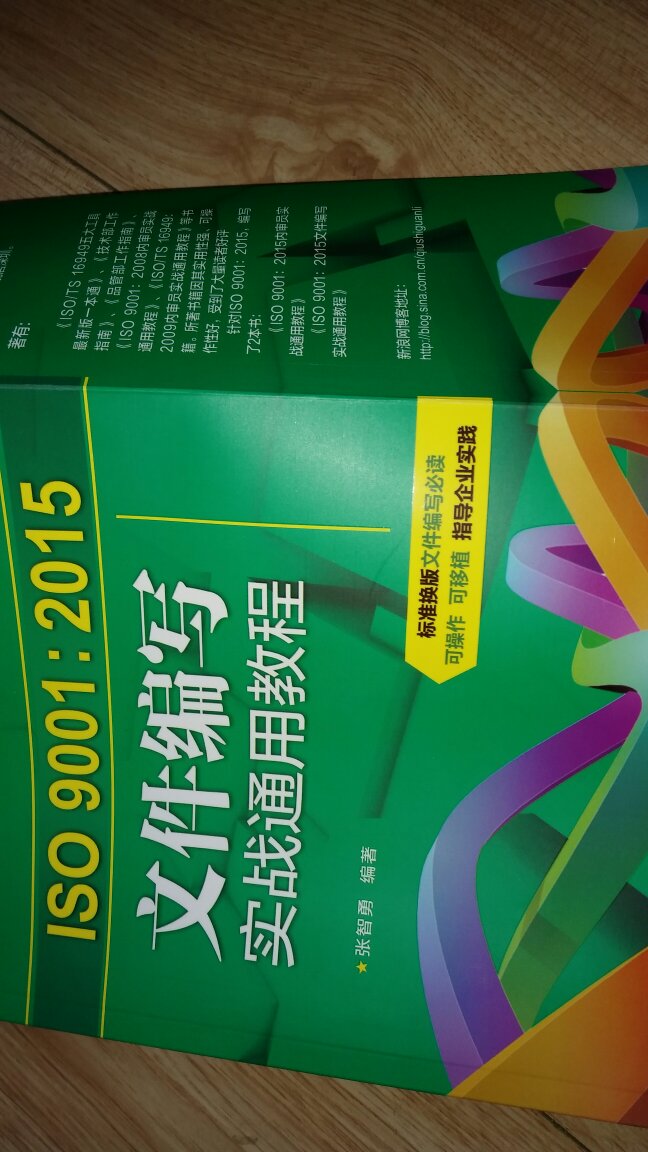 著有：
《ISO/TS 16949五大工具
最新版一本通》、《技术部工作
指南》、《品管部工作指南》、
《ISO 9001：2008内审员实战
通用教程》、《ISO/TS 16949：
2009内审员实战通用教程》等书
籍。所著书籍因其实用性强、可操
作性好，受到了大量读者好评
针对ISO 9001：2015，编写
了2本书：
《ISO 9001：2015内审员实
战通用教程》
《ISO 9001：2015文件编写
实战通用教程》
新浪网博客地址：
http://blog.sina.com.cn/qiushiguanli
ISO 9001:2015
文件编写
实战通用教程
标准换版文件编写必读
可操作 可移植 指导企业实践
★张智勇 编著